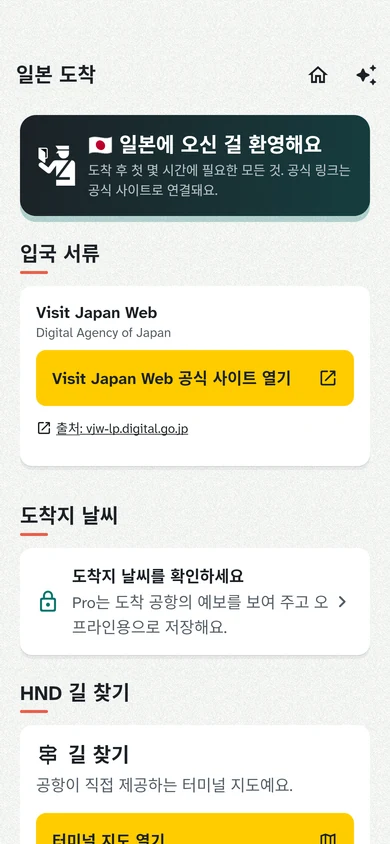 일본 도착
🇯🇵 일본에 오신 걸 환영해요
도착 후 첫 몇 시간에 필요한 모든 것. 공식 링크는
공식 사이트로 연결돼요.
입국 서류
Visit Japan Web
Digital Agency of Japan
Visit Japan Web 공식 사이트 열기
출처: vjw-lp.digital.go.jp
도착지 날씨
도착지 날씨를 확인하세요
Pro는 도착 공항의 예보를 보여 주고 오
프라인용으로 저장해요.
HND 길 찾기
길 찾기
공항이 직접 제공하는 터미널 지도예요.
터미널 지도 열기